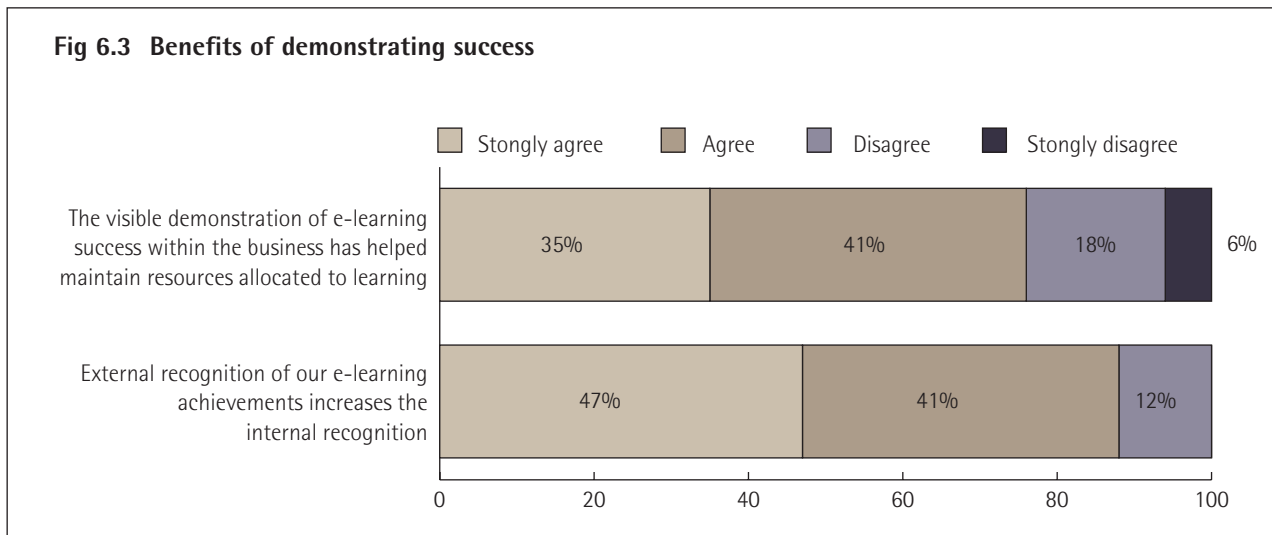 Fig 6.3 Benefits of demonstrating success
Stongly agree Agree Disagree Stongly disagree
The visible demonstration of e-learning
success within the business has helped
maintain resources allocated to learning
35% 41% 18% 6%
External recognition of our e-learning
achievements increases the
internal recognition
47% 41% 12%
0 20 40 60 80 100